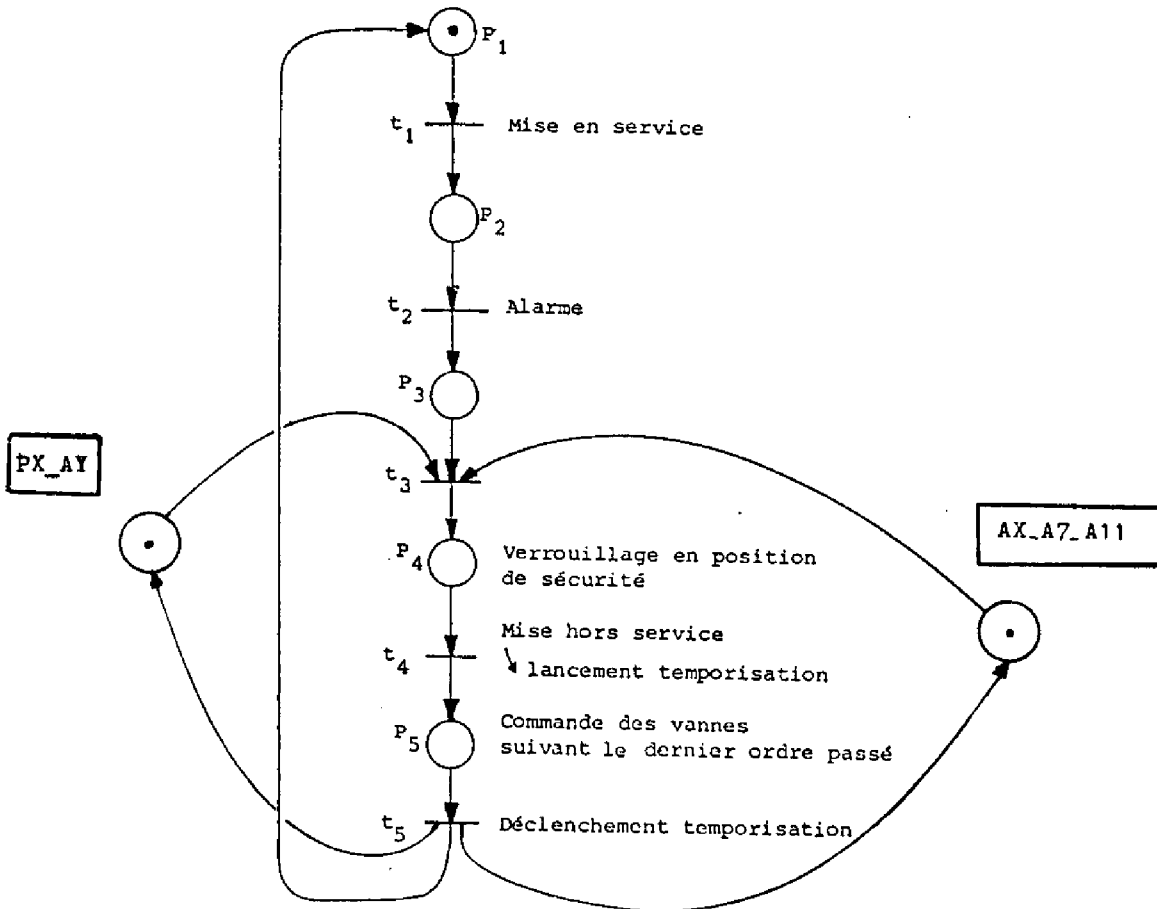 P1
t1 Mise en service
P2
t2 Alarme
P3
PX_AY
t3
AX_A7_A11
P4 Verrouillage en position
de sécurité
Mise hors service
t4 lancement temporisation
P5 Commande des vannes
suivant le dernier ordre passé
t5 Déclenchement temporisation